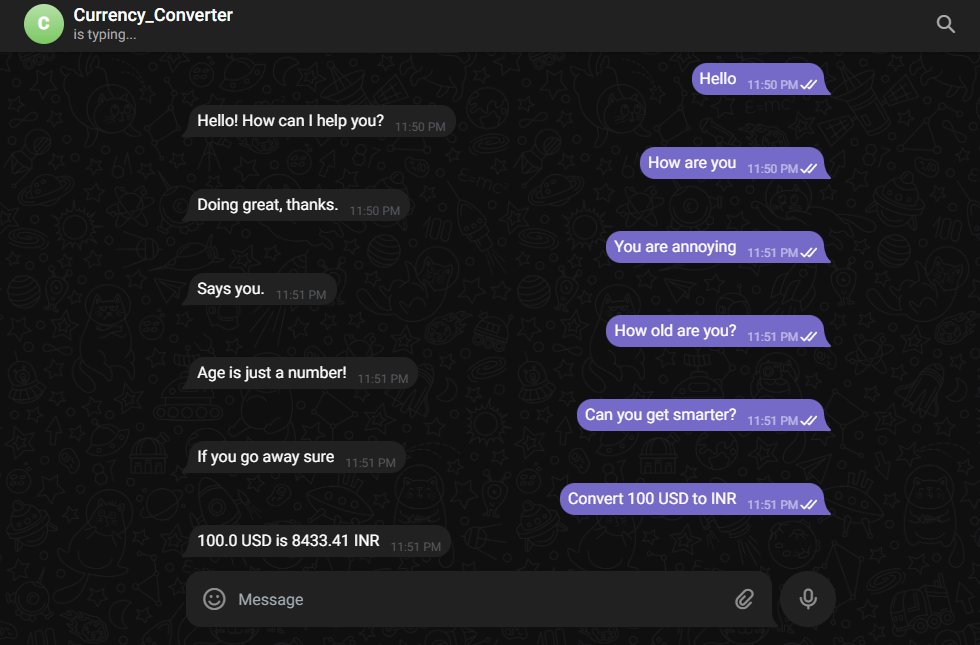 C
Currency_Converter
is typing...
Hello 11:50 PM
Hello! How can I help you? 11:50 PM
How are you 11:50 PM
Doing great, thanks. 11:50 PM
You are annoying 11:51 PM
Says you. 11:51 PM
How old are you? 11:51 PM
Age is just a number! 11:51 PM
Can you get smarter? 11:51 PM
If you go away sure 11:51 PM
Convert 100 USD to INR 11:51 PM
100.0 USD is 8433.41 INR 11:51 PM
Message